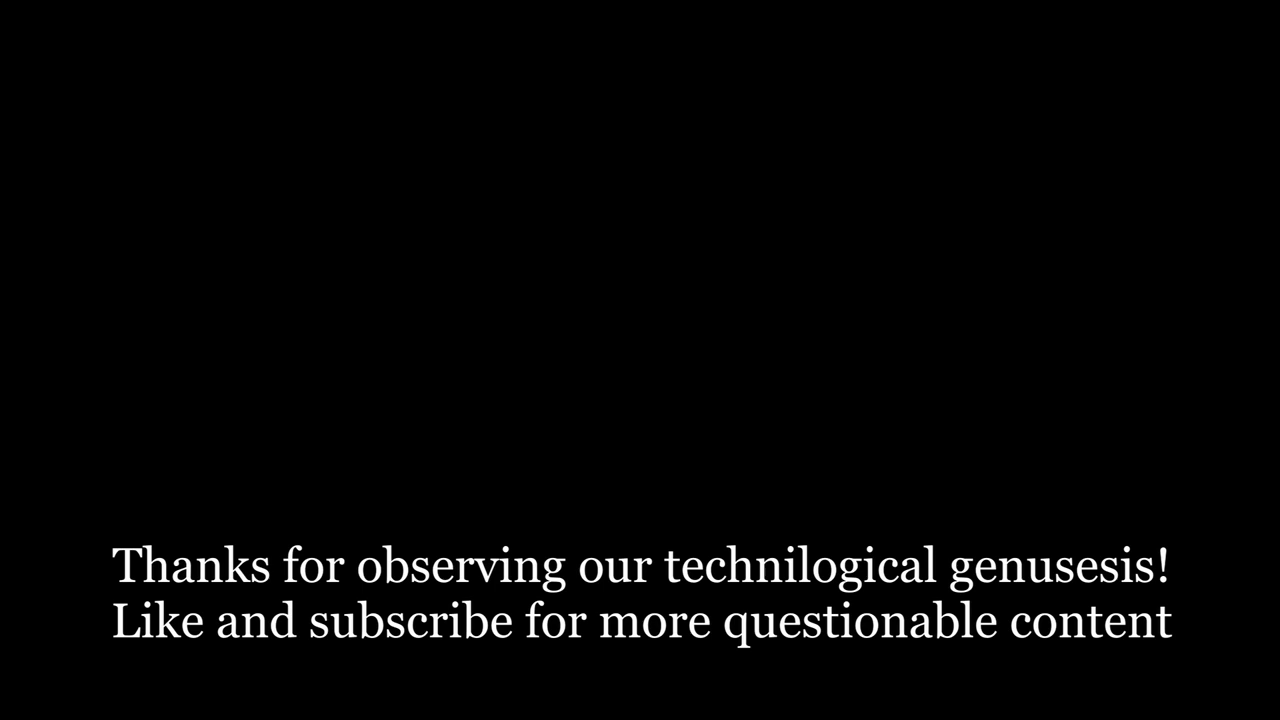 Thanks for observing our technilogical genusesis!
Like and subscribe for more questionable content